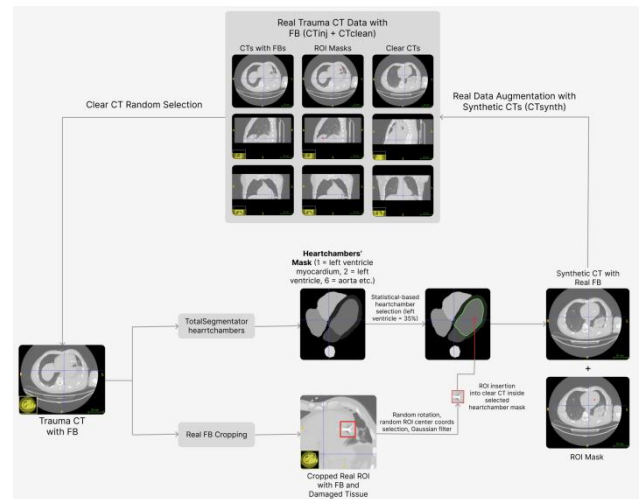 Real Trauma CT Data with
FB (CTinj + CTclean)
CTs with FBs
ROI Masks
Clear CTs
Clear CT Random Selection
Real Data Augmentation with
Synthetic CTs (CTsynth)
Heartchambers'
Mask (1 = left ventricle
myocardium, 2 = left
ventricle, 6 = aorta etc.)
Statistical-based
heartchamber
selection (left
ventricle = 35%)
Synthetic CT with
Real FB
TotalSegmentator
hearrtchambers
+
ROI insertion
into clear CT inside
selected
heartchamber mask
Trauma CT
with FB
Real FB Cropping
Random rotation,
random ROI center coords
selection, Gaussian filter
ROI Mask
Cropped Real ROI
with FB and
Damaged Tissue